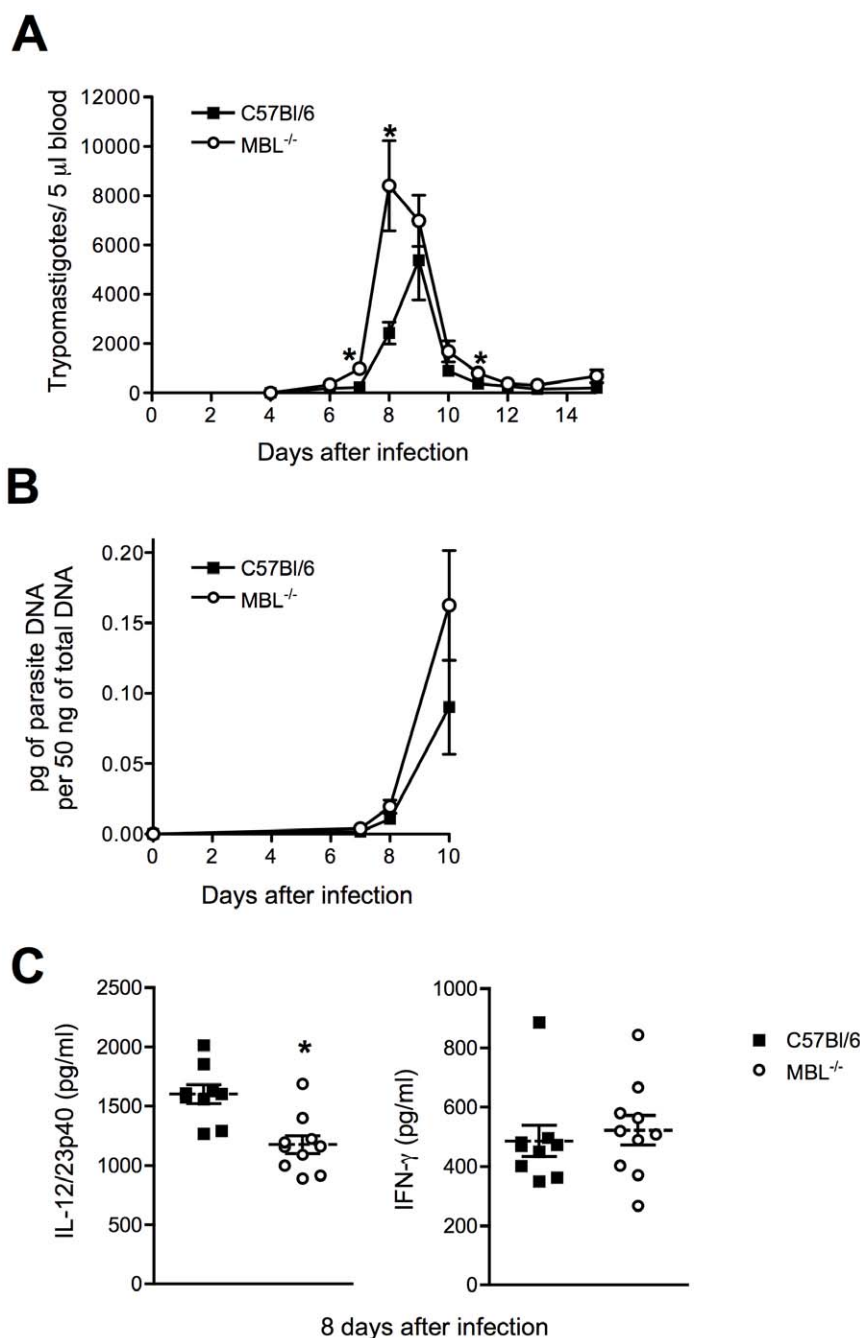 A
Trypomastigotes/ 5 µl blood
12000
10000
8000
6000
4000
2000
0
C57Bl/6
MBL-/-
*
*
*
0 2 4 6 8 10 12 14
Days after infection
B
pg of parasite DNA
per 50 ng of total DNA
0.20
0.15
0.10
0.05
0.00
C57Bl/6
MBL-/-
0 2 4 6 8 10
Days after infection
C
IL-12/23p40 (pg/ml)
2500
2000
1500
1000
500
0
*
IFN-γ (pg/ml)
1000
800
600
400
200
0
C57Bl/6
MBL-/-
8 days after infection